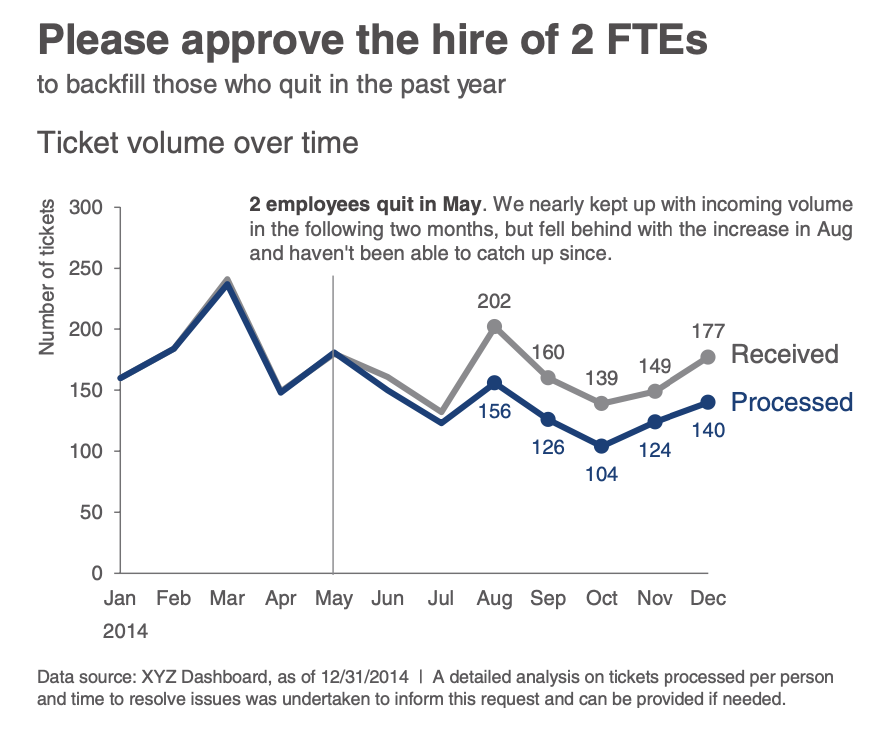 Please approve the hire of 2 FTEs
to backfill those who quit in the past year
Ticket volume over time
Number of tickets
300
250
200
150
100
50
0
2 employees quit in May. We nearly kept up with incoming volume
in the following two months, but fell behind with the increase in Aug
and haven't been able to catch up since.
202
160
139
149
177
Received
156
126
104
124
140
Processed
Jan Feb Mar Apr May Jun Jul Aug Sep Oct Nov Dec
2014
Data source: XYZ Dashboard, as of 12/31/2014 | A detailed analysis on tickets processed per person
and time to resolve issues was undertaken to inform this request and can be provided if needed.